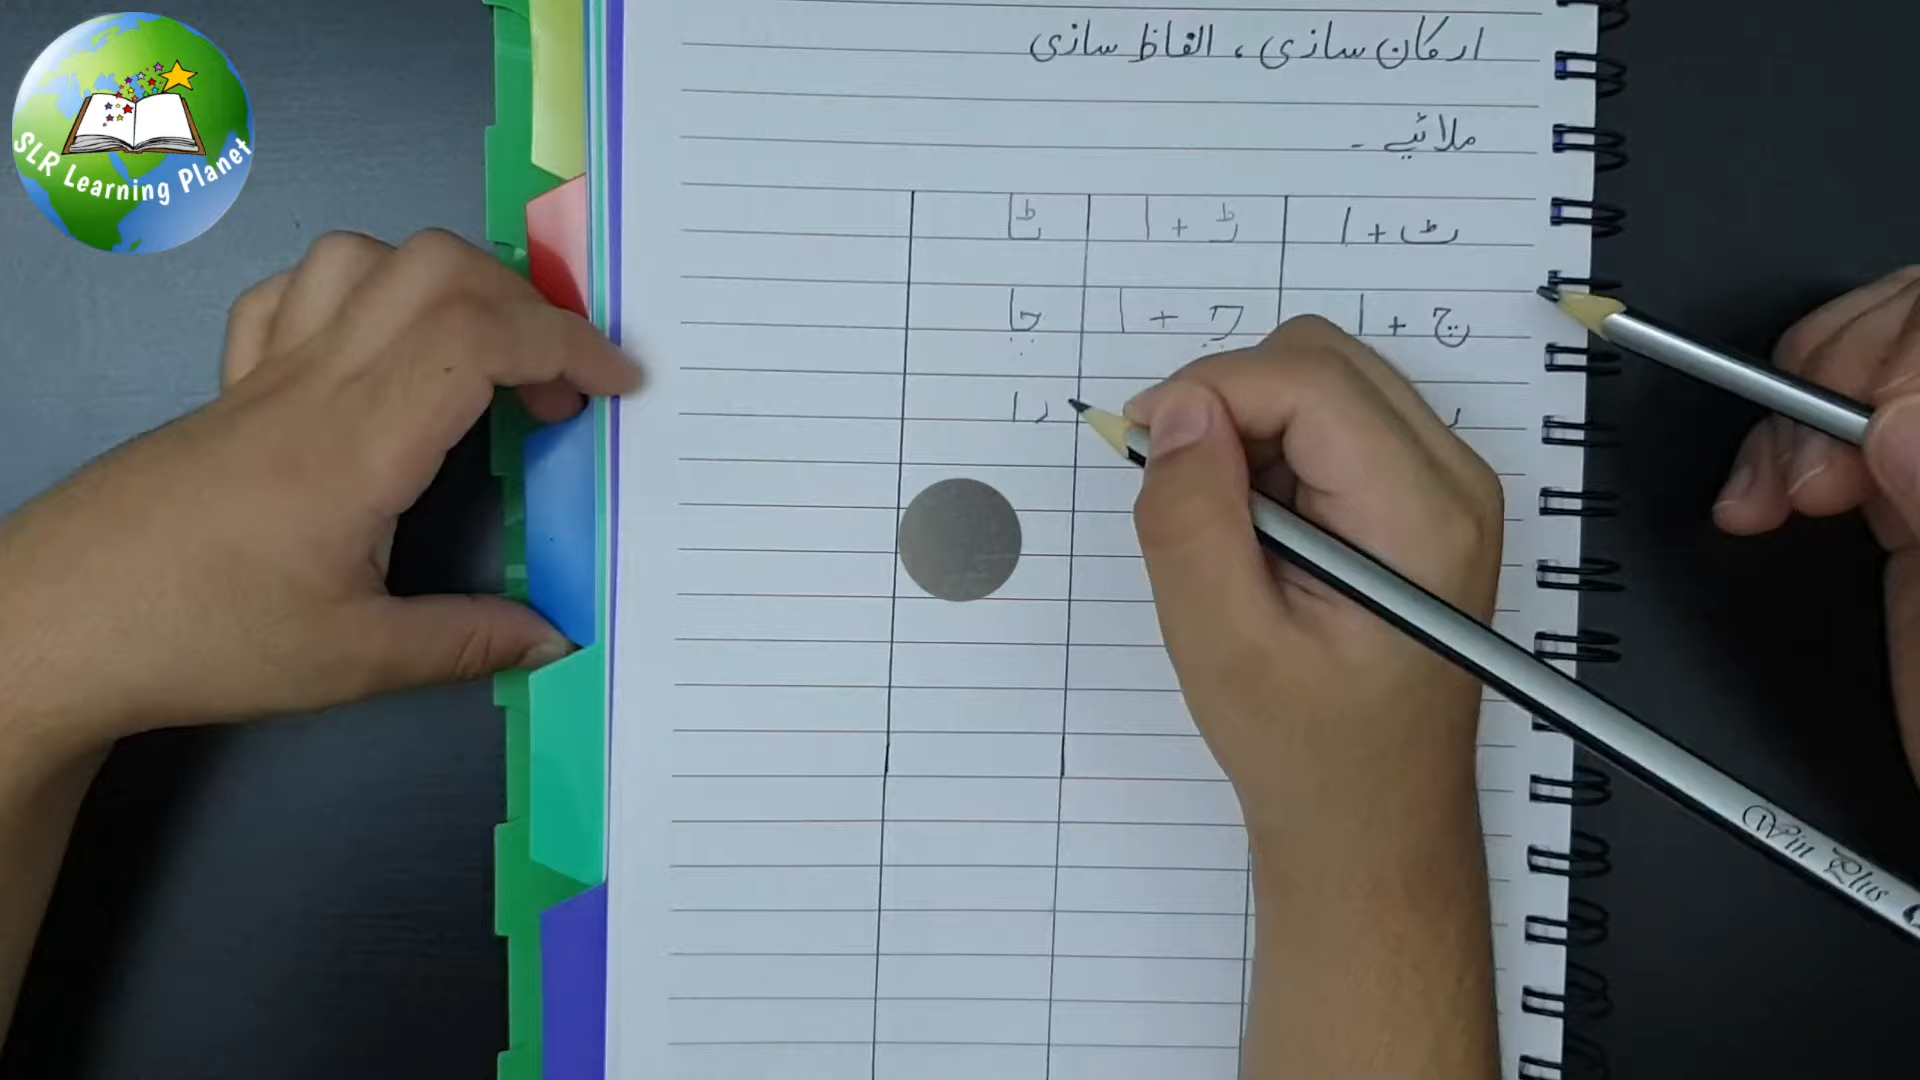 SLR Learning Planet
ارکان سازی ، الفاظ سازی
ملائیے ۔
ٹ + ا ٹ + ا ٹا
چ + ا چ + ا چا
را
Win Plus